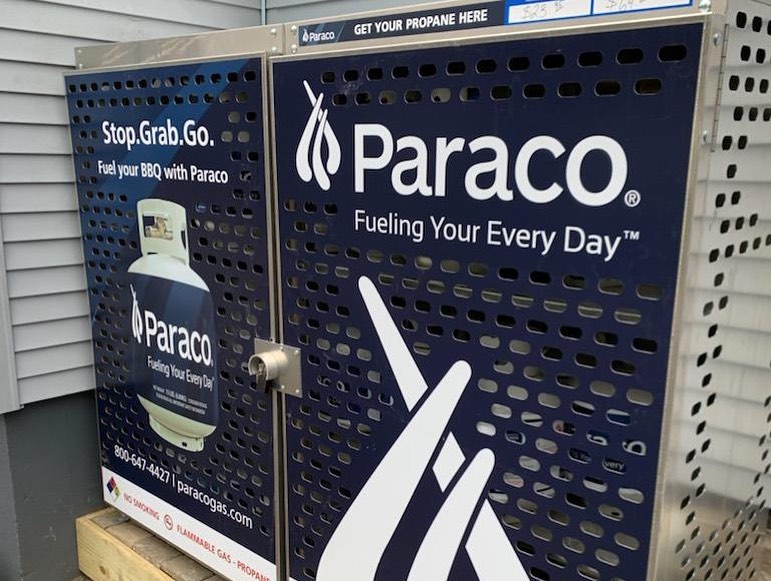 Paraco
GET YOUR PROPANE HERE
Stop.Grab.Go.
Fuel your BBQ with Paraco
Paraco
Fueling Your Every Day
800-647-4427 | paracogas.com
NO SMOKING
FLAMMABLE GAS - PROPANE
Paraco®
Fueling Your Every Day™
very